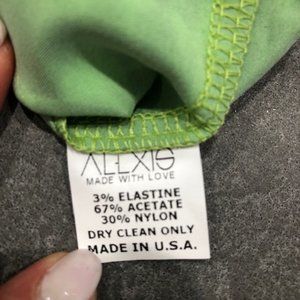 ALEXIS
MADE WITH LOVE
3% ELASTINE
67% ACETATE
30% NYLON
DRY CLEAN ONLY
MADE IN U.S.A.